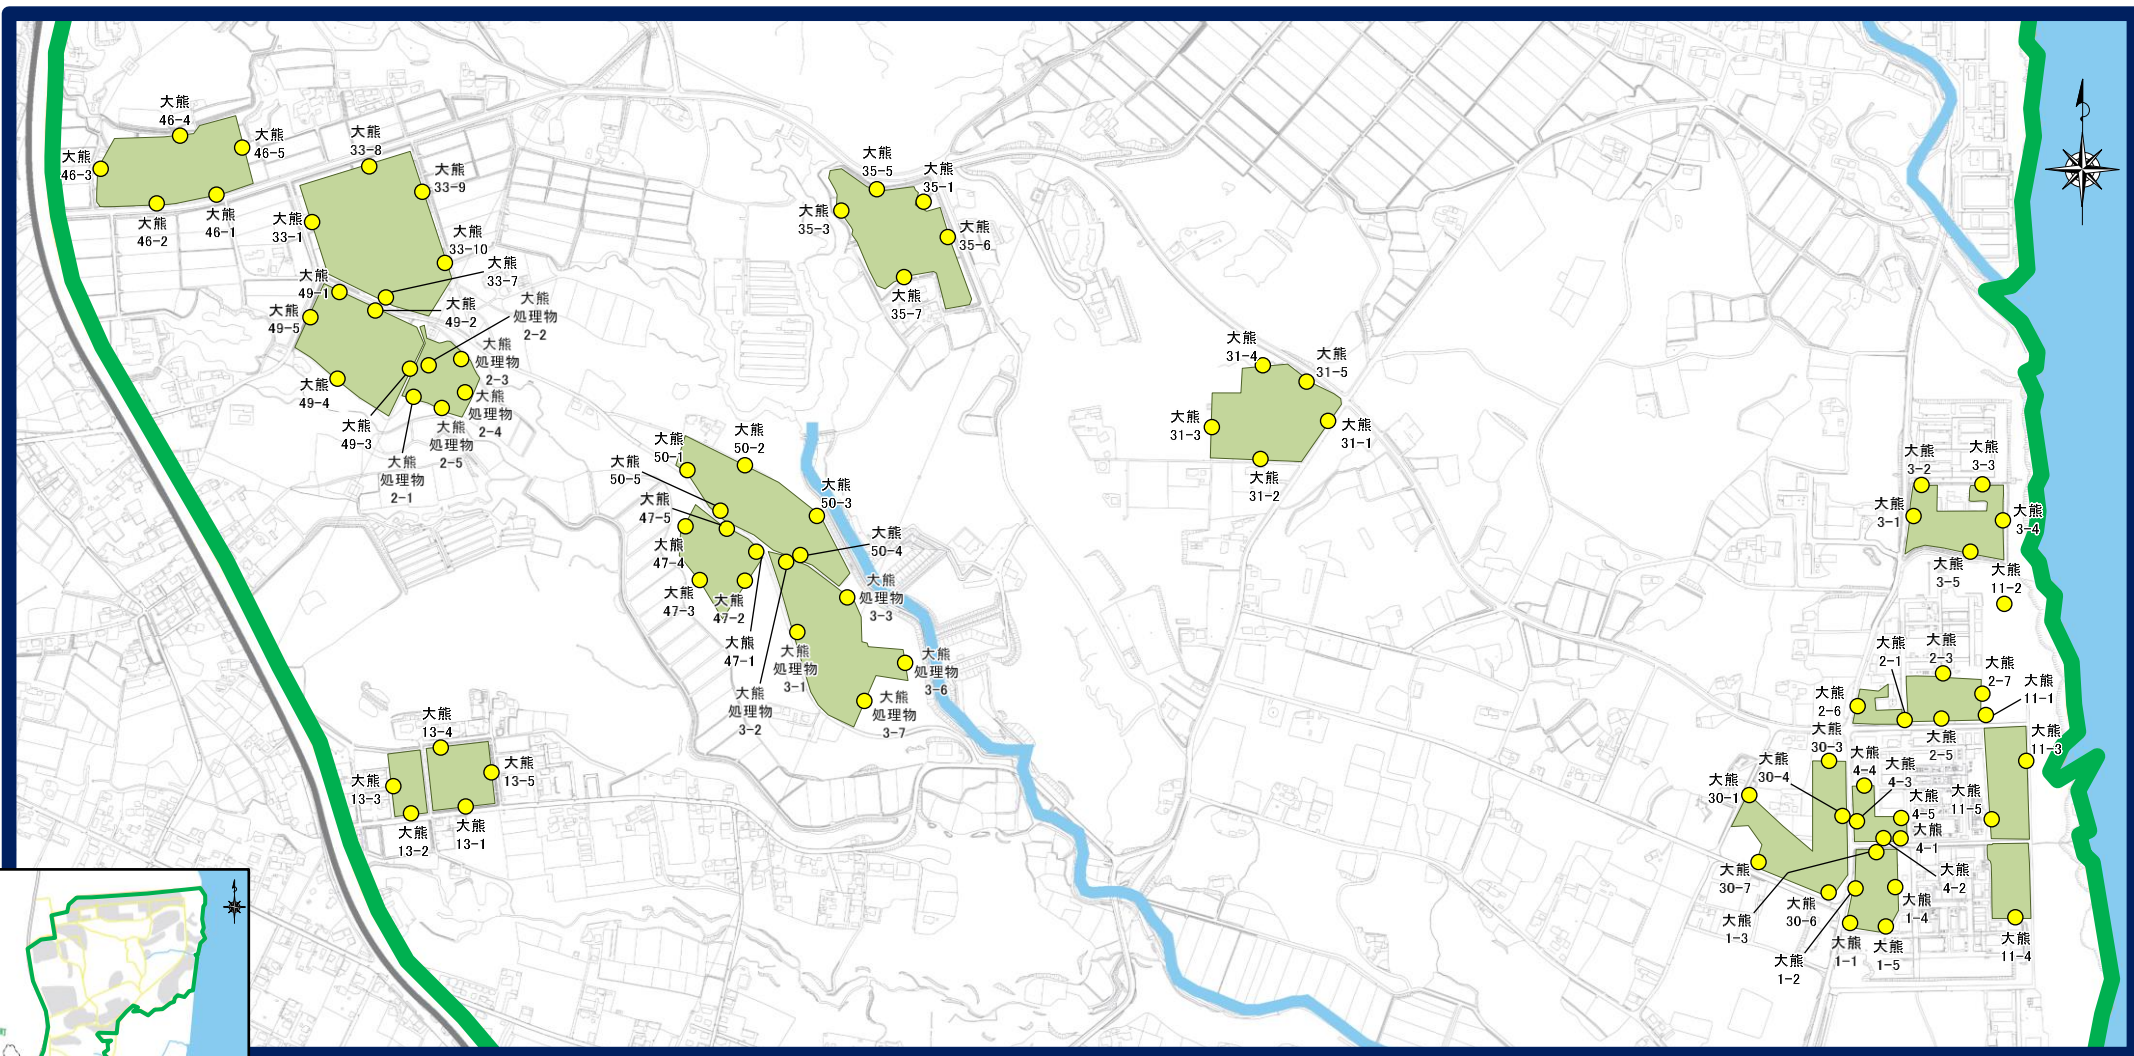 大熊
46-4
大熊
46-5
大熊
46-3
大熊
46-2
大熊
46-1
大熊
33-8
大熊
33-9
大熊
33-1
大熊
33-10
大熊
33-7
大熊
49-1
大熊
49-2
大熊
49-5
大熊
49-4
大熊
49-3
大熊
処理物
2-2
大熊
処理物
2-3
大熊
処理物
2-4
大熊
処理物
2-5
大熊
処理物
2-1
大熊
35-5
大熊
35-1
大熊
35-3
大熊
35-6
大熊
35-7
大熊
31-4
大熊
31-5
大熊
31-3
大熊
31-1
大熊
31-2
大熊
50-1
大熊
50-2
大熊
50-5
大熊
50-3
大熊
50-4
大熊
47-5
大熊
47-4
大熊
47-3
大熊
47-2
大熊
47-1
大熊
処理物
3-3
大熊
処理物
3-1
大熊
処理物
3-6
大熊
処理物
3-2
大熊
処理物
3-7
大熊
13-4
大熊
13-5
大熊
13-3
大熊
13-2
大熊
13-1
大熊
3-2
大熊
3-3
大熊
3-1
大熊
3-4
大熊
3-5
大熊
11-2
大熊
2-1
大熊
2-3
大熊
2-7
大熊
11-1
大熊
2-6
大熊
2-5
大熊
11-3
大熊
30-3
大熊
4-4
大熊
4-3
大熊
30-4
大熊
30-1
大熊
4-5
大熊
11-5
大熊
4-1
大熊
4-2
大熊
30-7
大熊
30-6
大熊
1-4
大熊
1-3
大熊
1-2
大熊
1-1
大熊
1-5
大熊
11-4
町